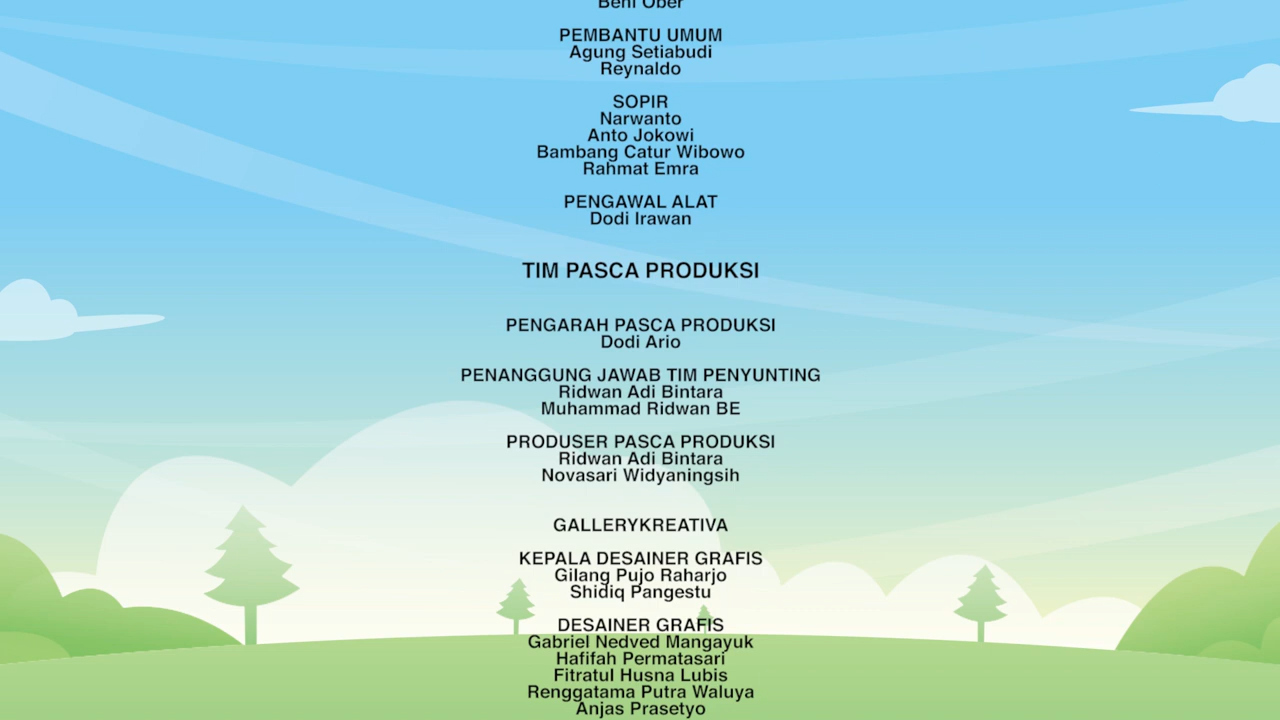 Beni Ober
PEMBANTU UMUM
Agung Setiabudi
Reynaldo
SOPIR
Narwanto
Anto Jokowi
Bambang Catur Wibowo
Rahmat Emra
PENGAWAL ALAT
Dodi Irawan
TIM PASCA PRODUKSI
PENGARAH PASCA PRODUKSI
Dodi Ario
PENANGGUNG JAWAB TIM PENYUNTING
Ridwan Adi Bintara
Muhammad Ridwan BE
PRODUSER PASCA PRODUKSI
Ridwan Adi Bintara
Novasari Widyaningsih
GALLERYKREATIVA
KEPALA DESAINER GRAFIS
Gilang Pujo Raharjo
Shidiq Pangestu
DESAINER GRAFIS
Gabriel Nedved Mangayuk
Hafifah Permatasari
Fitratul Husna Lubis
Renggatama Putra Waluya
Anjas Prasetyo